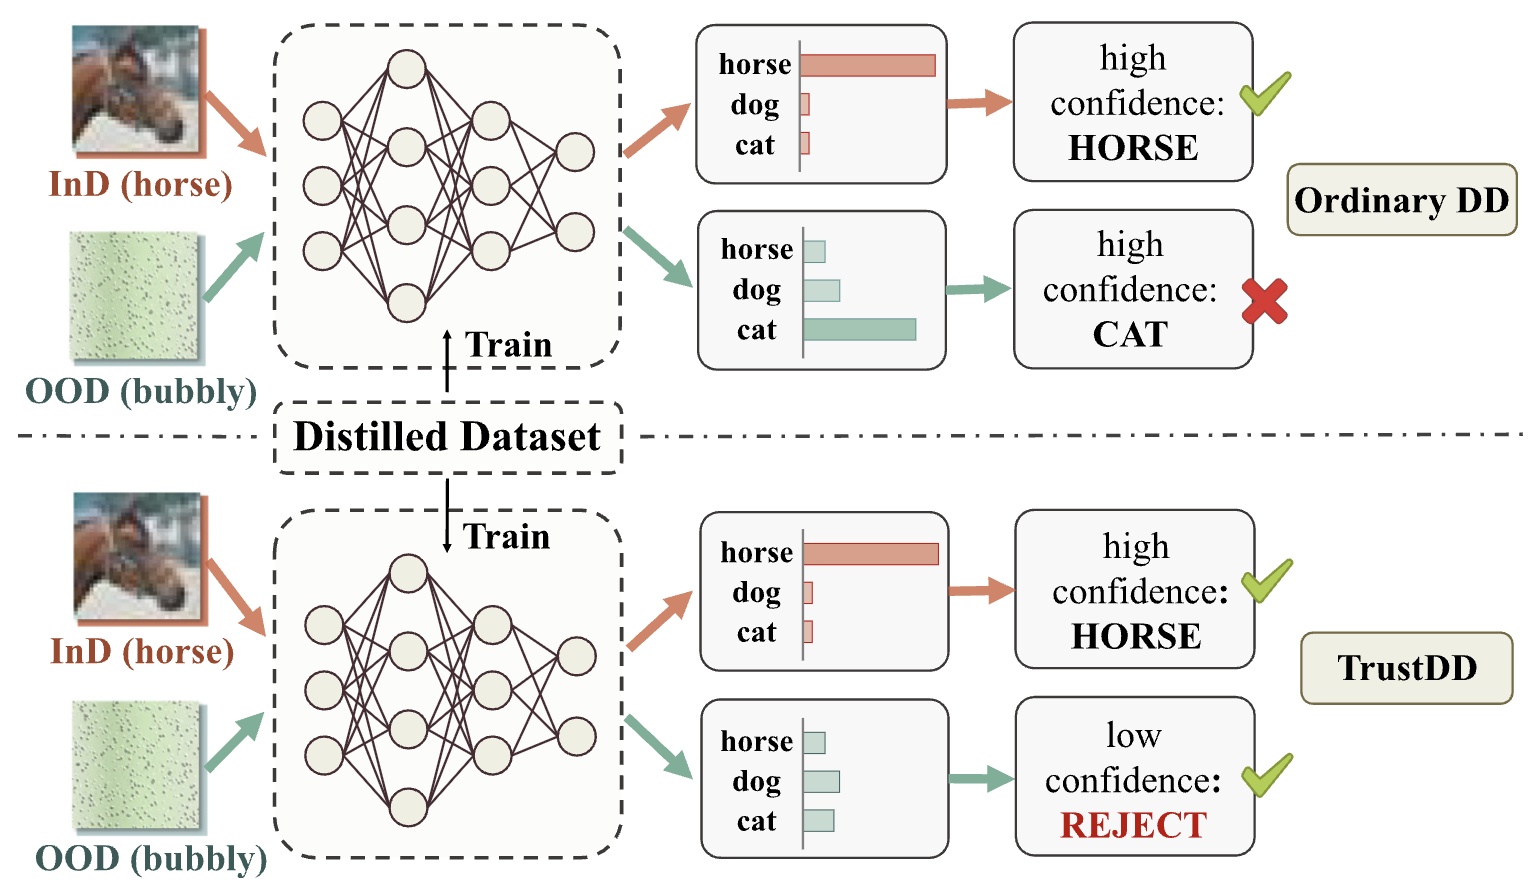 InD (horse)
OOD (bubbly)
Train
horse
dog
cat
high
confidence:
HORSE
horse
dog
cat
high
confidence:
CAT
Ordinary DD
Distilled Dataset
InD (horse)
OOD (bubbly)
Train
horse
dog
cat
high
confidence:
HORSE
horse
dog
cat
low
confidence:
REJECT
TrustDD